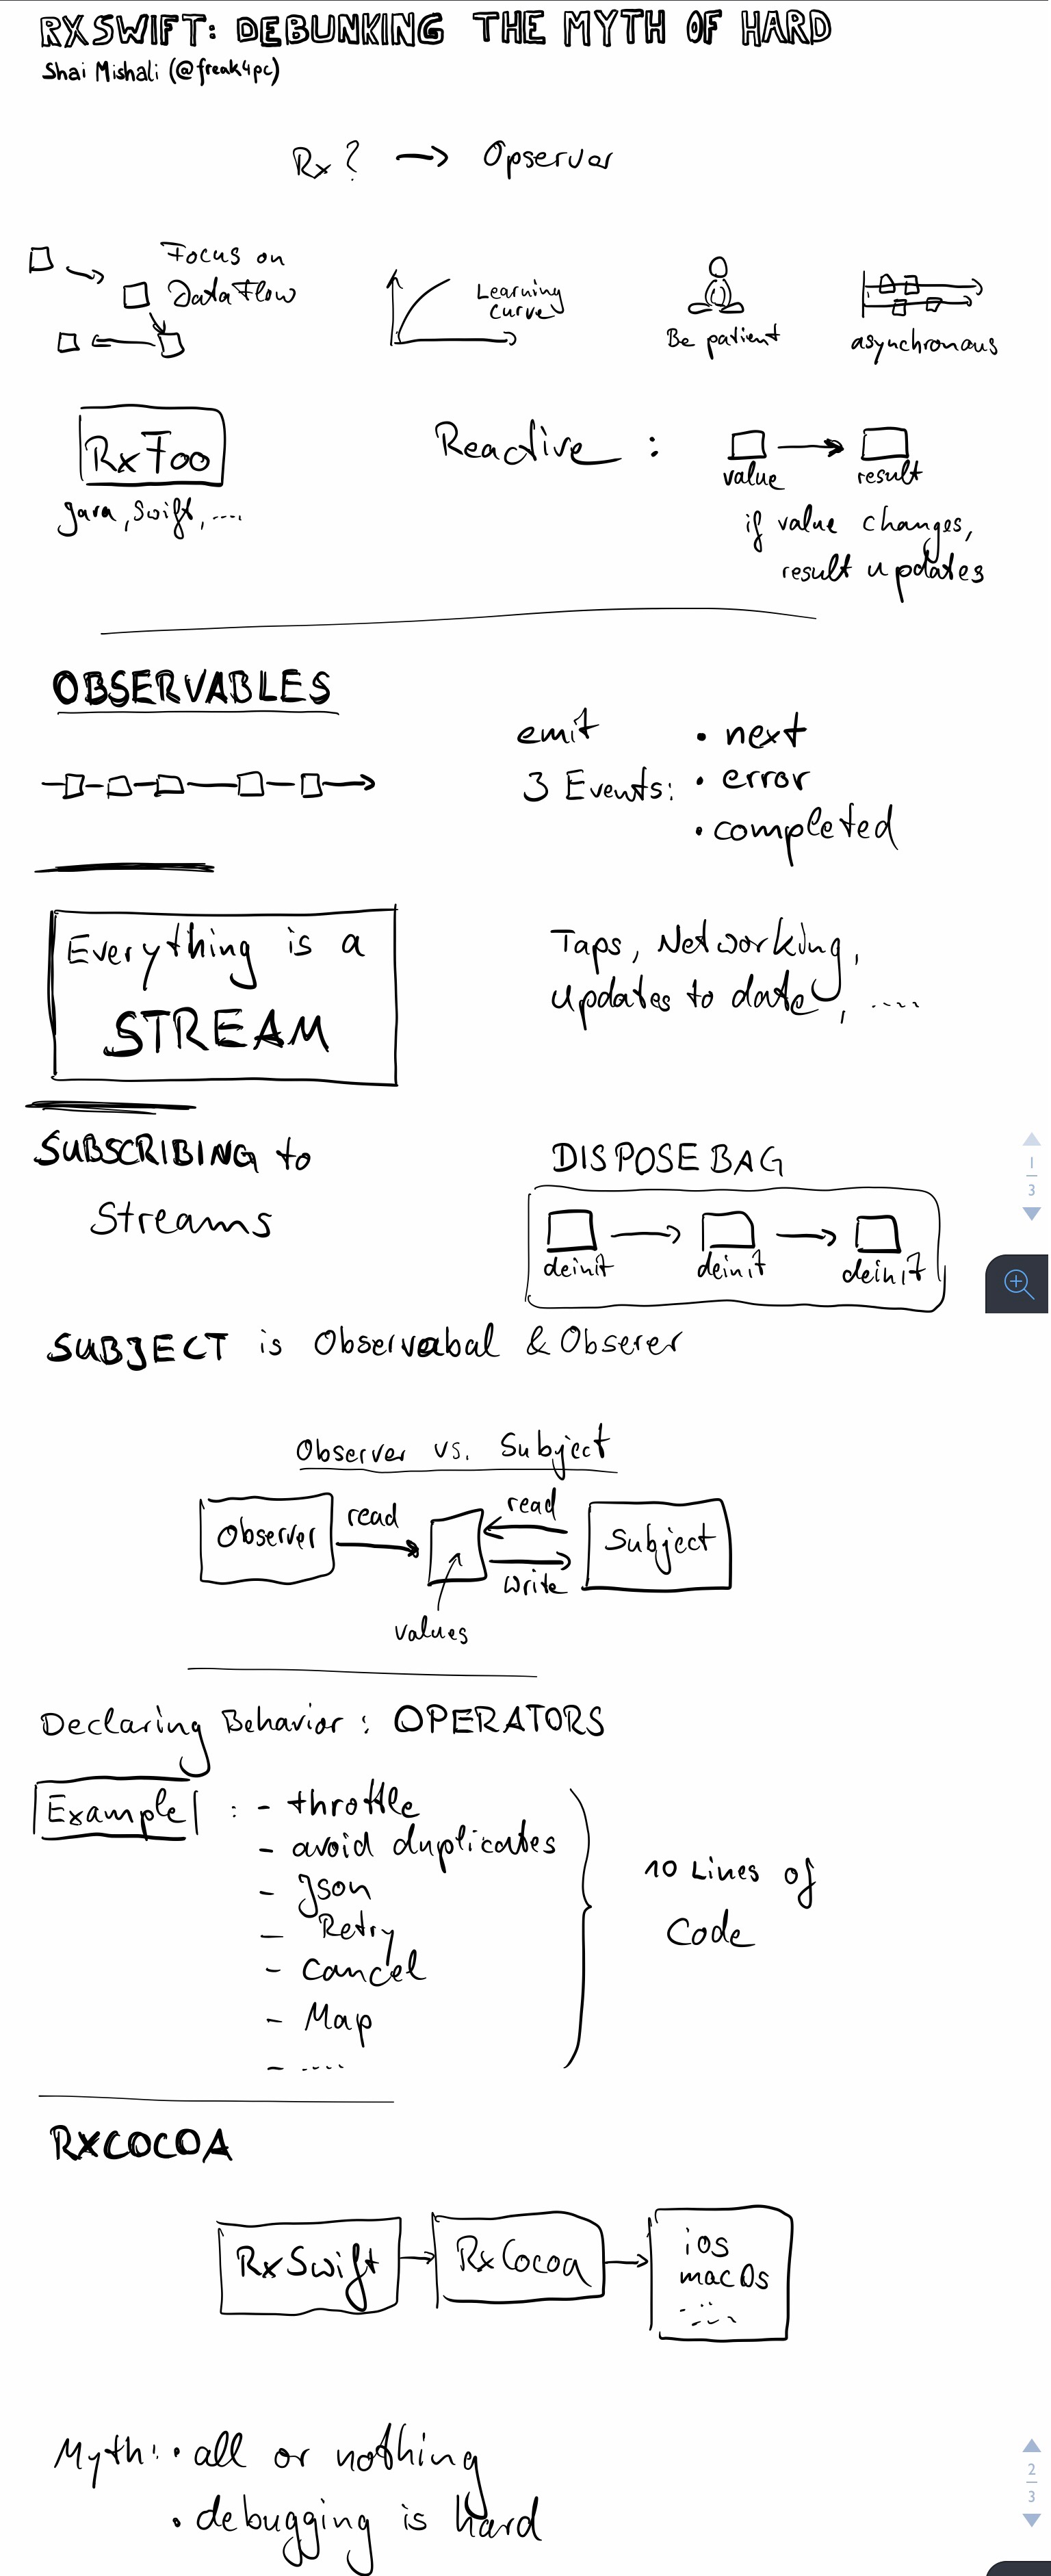 RXSWIFT: DEBUNKING THE MYTH OF HARD
Shai Mishali (@freak4pc)
Rx? → Opserver
Focus on
Data Flow
Learning
curve
Be patient
asynchronous
RxFoo
Java, Swift, ....
Reactive :
value
result
if value changes,
result updates
OBSERVABLES
emit
3 Events:
• next
• error
• completed
Everything is a
STREAM
Taps, Networking,
updates to date, ....
SUBSCRIBING to
Streams
DISPOSE BAG
deinit
deinit
deinit
1
3
SUBJECT is Observabal & Obserer
Observer vs. Subject
Observer
read
read
write
Subject
values
Declaring Behavior: OPERATORS
Example : - throttle
- avoid duplicates
- Json
- Retry
- Cancel
- Map
- ....
10 Lines of
Code
RXCOCOA
RxSwift
RxCocoa
iOS
macOs
Myth: • all or nothing
• debugging is hard
2
3